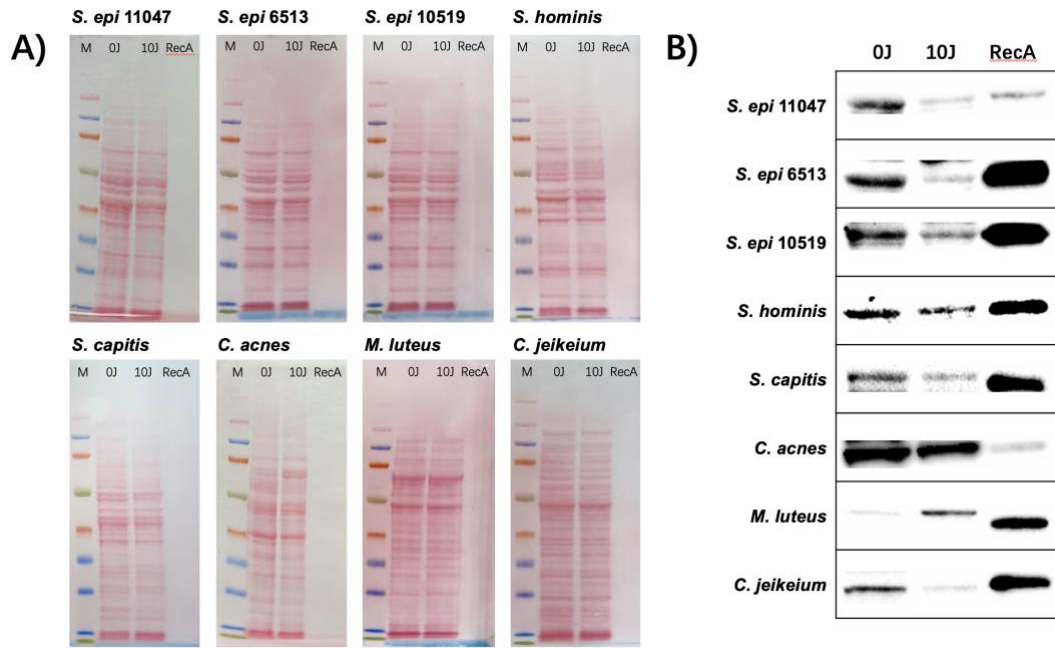 A)
S. epi 11047
S. epi 6513
S. epi 10519
S. hominis
M 0J 10J RecA
M 0J 10J RecA
M 0J 10J RecA
M 0J 10J RecA
S. capitis
C. acnes
M. luteus
C. jeikeium
M 0J 10J RecA
M 0J 10J RecA
M 0J 10J RecA
M 0J 10J RecA
B)
0J 10J RecA
S. epi 11047
S. epi 6513
S. epi 10519
S. hominis
S. capitis
C. acnes
M. luteus
C. jeikeium